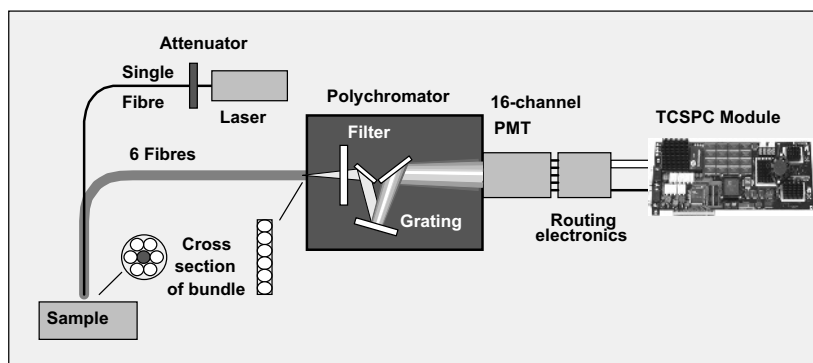 Attenuator
Single
Fibre
Laser
6 Fibres
Polychromator
Filter
Grating
16-channel
PMT
Routing
electronics
TCSPC Module
Cross
section
of bundle
Sample